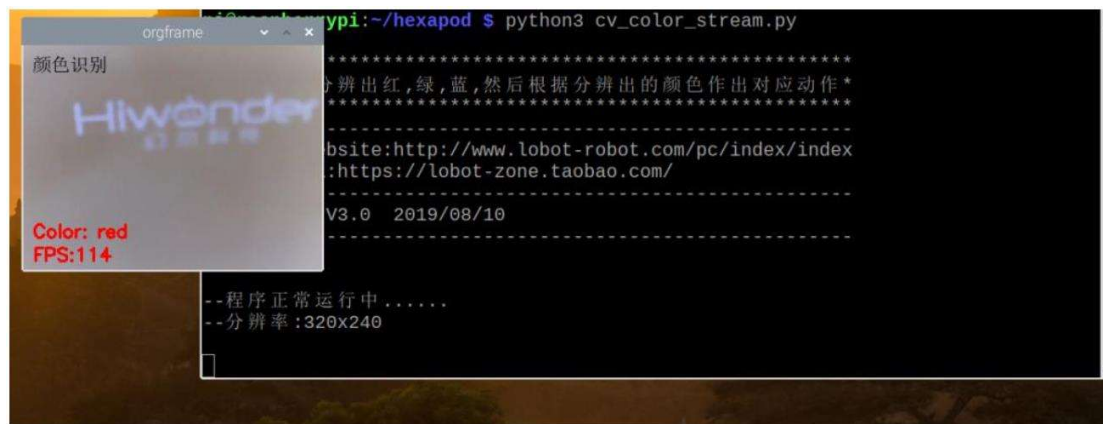 orgframe
颜色识别
Hiwonder
Color: red
FPS:114
pi@raspberrypi:~/hexapod $ python3 cv_color_stream.py
*************************************
分辨出红,绿,蓝,然后根据分辨出的颜色作出对应动作*
*************************************
--------------------------------------------------
bsite:http://www.lobot-robot.com/pc/index/index
:https://lobot-zone.taobao.com/
--------------------------------------------------
V3.0 2019/08/10
--------------------------------------------------
--程序正常运行中......
--分辨率:320x240